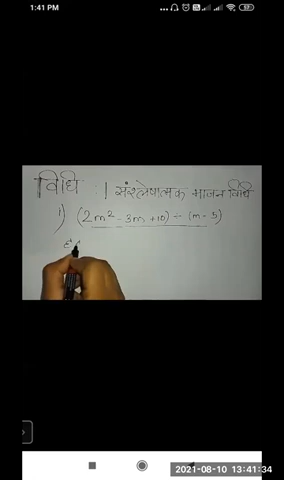 1:41 PM
विधि | संश्लेषात्मक भाजन विधि
1) (2m² - 3m + 10) ÷ (m - 5)
2021-08-10 13:41:34